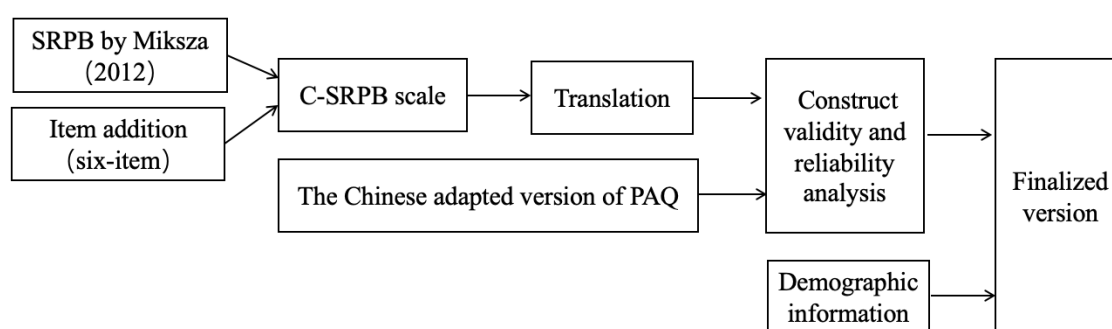 SRPB by Miksza
（2012）
Item addition
（six-item）
C-SRPB scale
Translation
The Chinese adapted version of PAQ
Construct
validity and
reliability
analysis
Demographic
information
Finalized
version